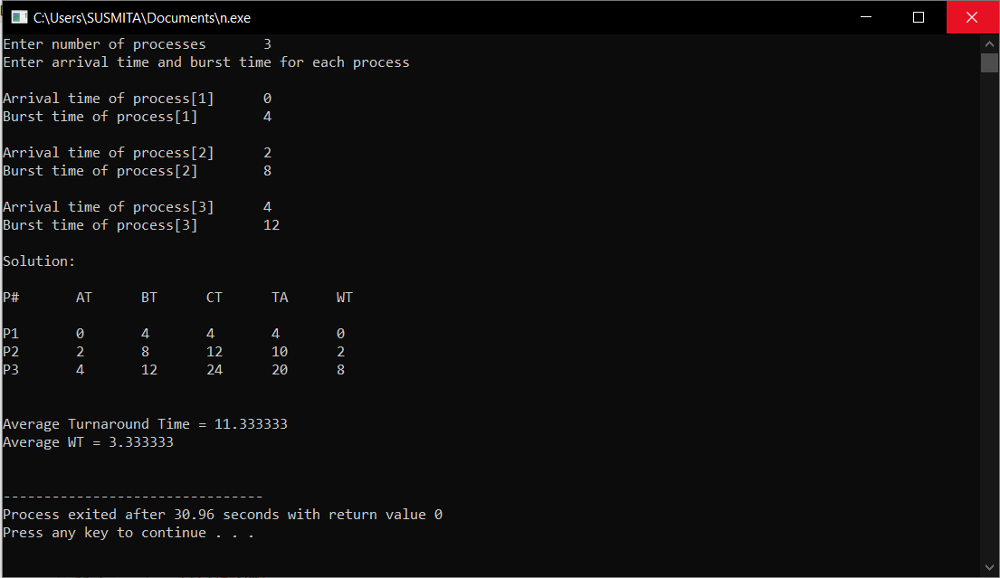 C:\Users\SUSMITA\Documents\n.exe
Enter number of processes 3
Enter arrival time and burst time for each process
Arrival time of process[1] 0
Burst time of process[1] 4
Arrival time of process[2] 2
Burst time of process[2] 8
Arrival time of process[3] 4
Burst time of process[3] 12
Solution:
P# AT BT CT TA WT
P1 0 4 4 4 0
P2 2 8 12 10 2
P3 4 12 24 20 8
Average Turnaround Time = 11.333333
Average WT = 3.333333
--------------------------------
Process exited after 30.96 seconds with return value 0
Press any key to continue . . .